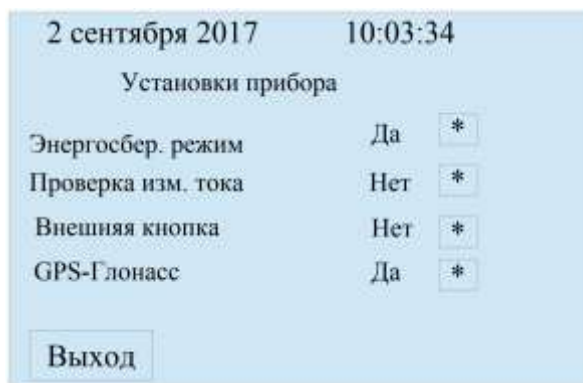 2 сентября 2017 10:03:34
Установки прибора
Энергосбер. режим Да *
Проверка изм. тока Нет *
Внешняя кнопка Нет *
GPS-Глонасс Да *
Выход